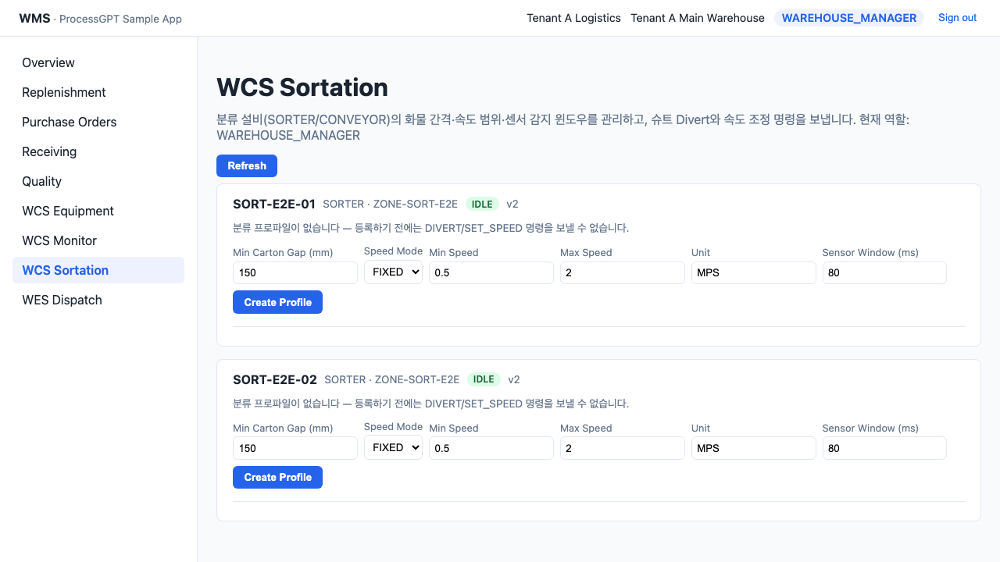 WMS · ProcessGPT Sample App
Tenant A Logistics Tenant A Main Warehouse WAREHOUSE_MANAGER Sign out
Overview
Replenishment
Purchase Orders
Receiving
Quality
WCS Equipment
WCS Monitor
WCS Sortation
WES Dispatch
WCS Sortation
분류 설비(SORTER/CONVEYOR)의 화물 간격·속도 범위·센서 감지 윈도우를 관리하고, 슈트 Divert와 속도 조정 명령을 보냅니다. 현재 역할:
WAREHOUSE_MANAGER
Refresh
SORT-E2E-01 SORTER · ZONE-SORT-E2E IDLE v2
분류 프로파일이 없습니다 — 등록하기 전에는 DIVERT/SET_SPEED 명령을 보낼 수 없습니다.
Min Carton Gap (mm) Speed Mode Min Speed Max Speed Unit Sensor Window (ms)
150 FIXED 0.5 2 MPS 80
Create Profile
SORT-E2E-02 SORTER · ZONE-SORT-E2E IDLE v2
분류 프로파일이 없습니다 — 등록하기 전에는 DIVERT/SET_SPEED 명령을 보낼 수 없습니다.
Min Carton Gap (mm) Speed Mode Min Speed Max Speed Unit Sensor Window (ms)
150 FIXED 0.5 2 MPS 80
Create Profile